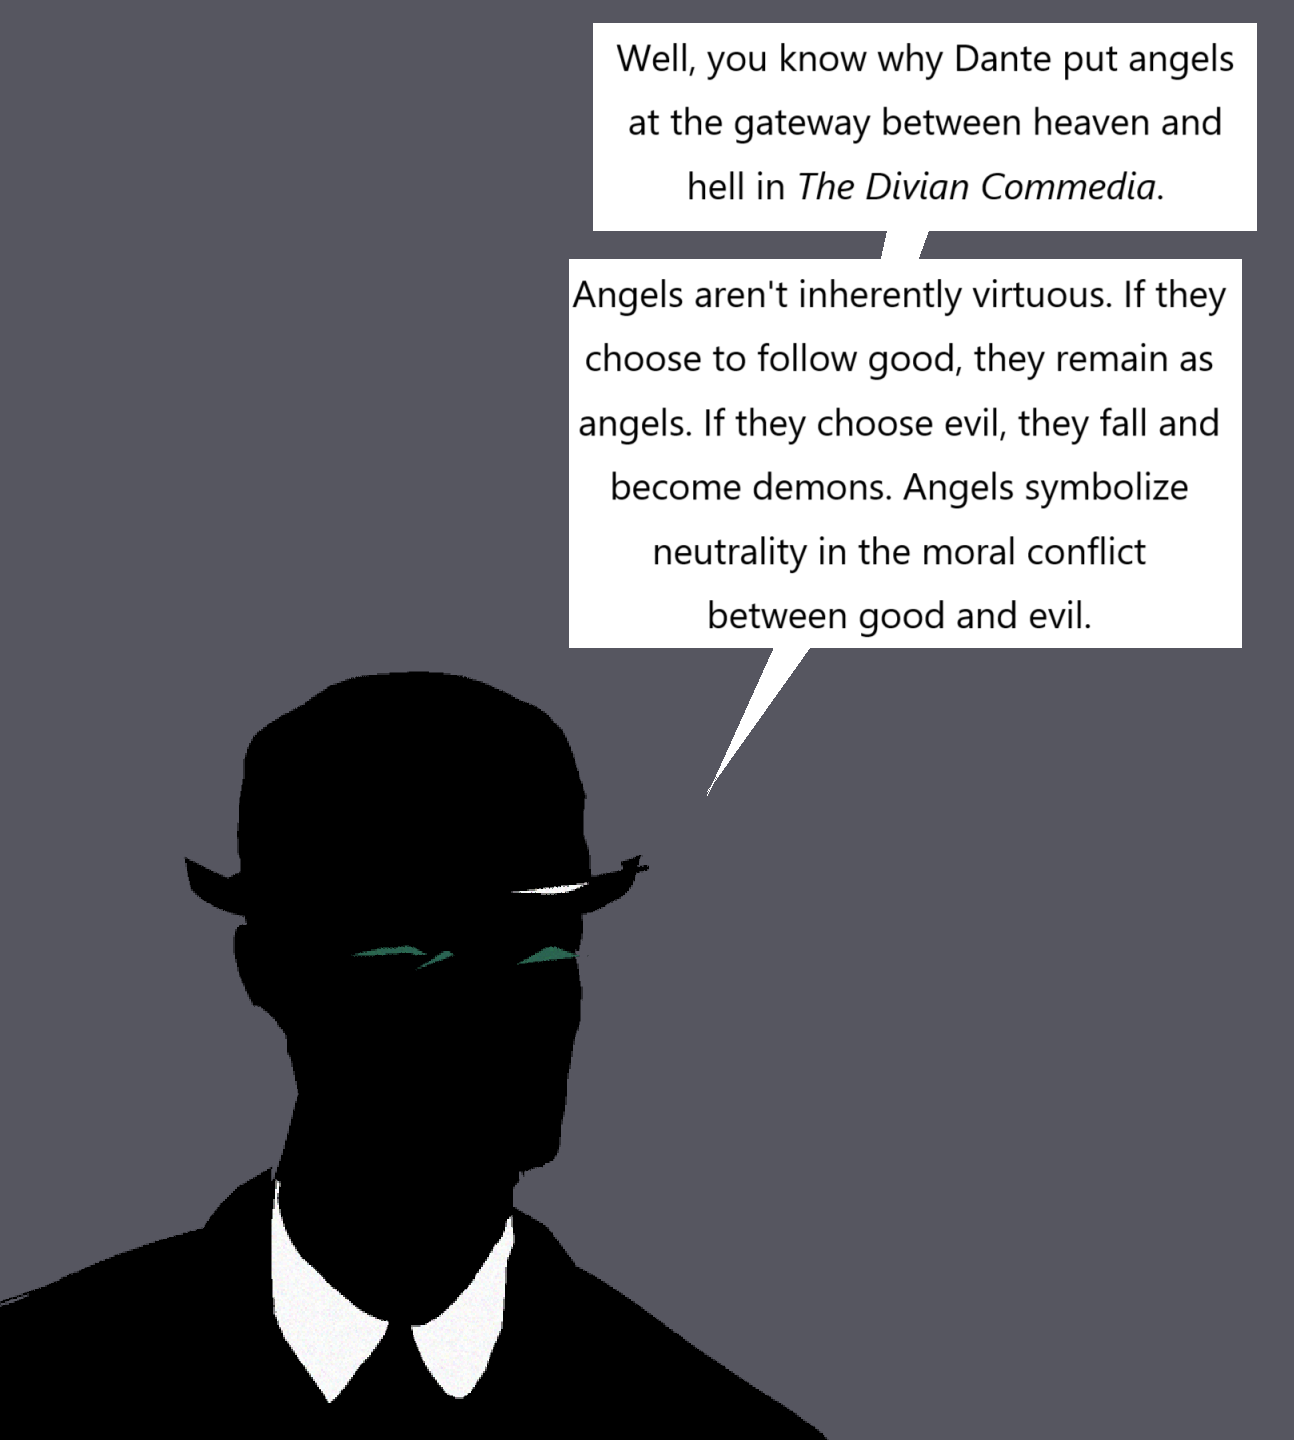 Well, you know why Dante put angels
at the gateway between heaven and
hell in The Divian Commedia.
Angels aren't inherently virtuous. If they
choose to follow good, they remain as
angels. If they choose evil, they fall and
become demons. Angels symbolize
neutrality in the moral conflict
between good and evil.